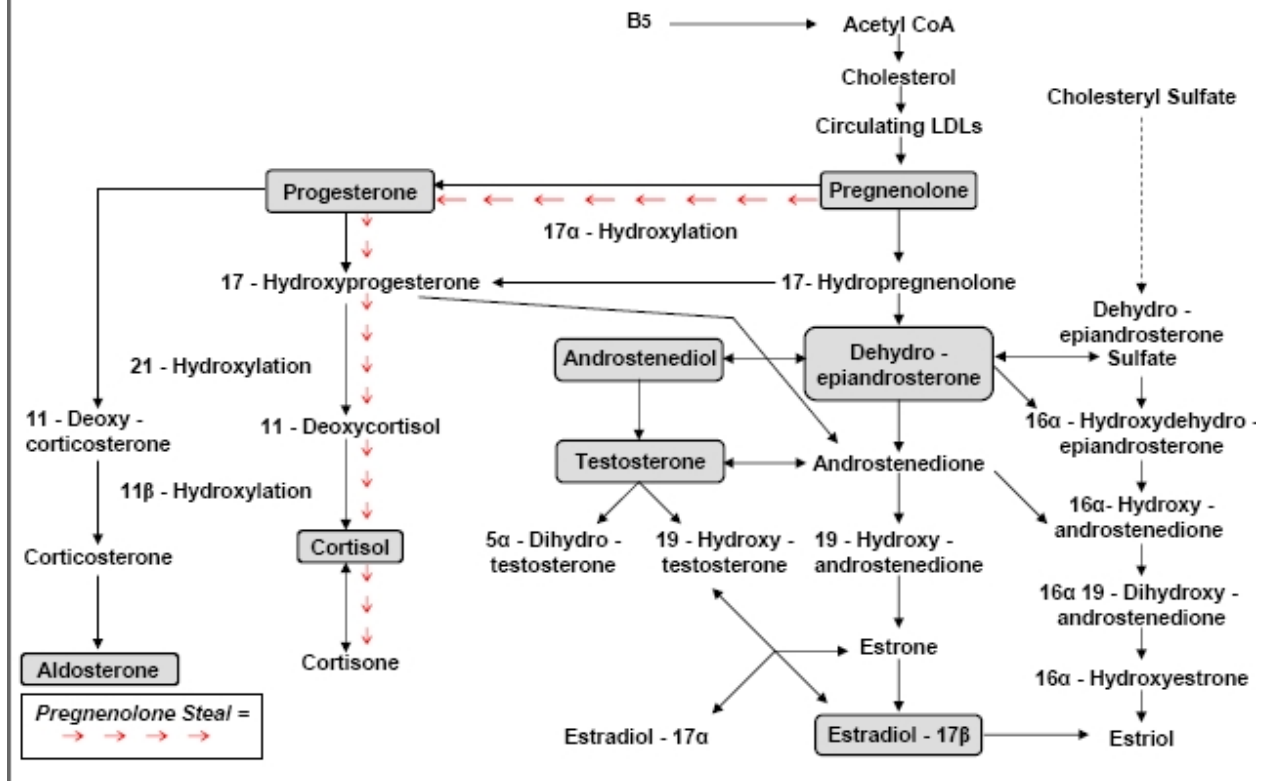 B5
Acetyl CoA
Cholesterol
Cholesteryl Sulfate
Circulating LDLs
Progesterone
Pregnenolone
17α - Hydroxylation
17 - Hydroxyprogesterone
17- Hydropregnenolone
Dehydro -
epiandrosterone
Sulfate
Androstenediol
Dehydro -
epiandrosterone
21 - Hydroxylation
11 - Deoxy -
corticosterone
11 - Deoxycortisol
16α - Hydroxydehydro -
epiandrosterone
Testosterone
Androstenedione
11β - Hydroxylation
16α- Hydroxy -
androstenedione
Corticosterone
Cortisol
5α - Dihydro -
testosterone
19 - Hydroxy -
testosterone
19 - Hydroxy -
androstenedione
16α 19 - Dihydroxy -
androstenedione
Estrone
Aldosterone
Cortisone
16α - Hydroxyestrone
Pregnenolone Steal =
Estradiol - 17α
Estradiol - 17β
Estriol